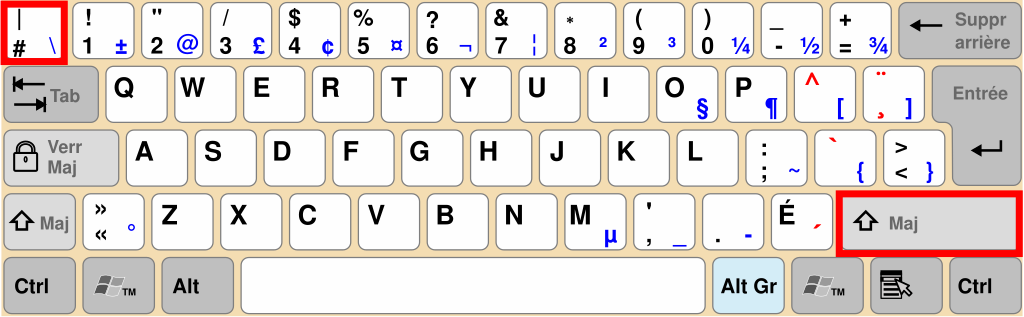 | ! " / $ % ? & * ( ) _ + Suppr
# \ 1 ± 2 @ 3 £ 4 ¢ 5 ¤ 6 ¬ 7 ¦ 8 ² 9 ³ 0 ¼ - ½ = ¾ arrière
Tab Q W E R T Y U I O § P ¶ ^ [ ¨ ¸ ] Entrée
Verr
Maj
A S D F G H J K L : ; ~ ` { > < } 
Maj » « ° Z X C V B N M µ ' , _ . - É ´ Maj
Ctrl TM Alt Alt Gr TM Ctrl